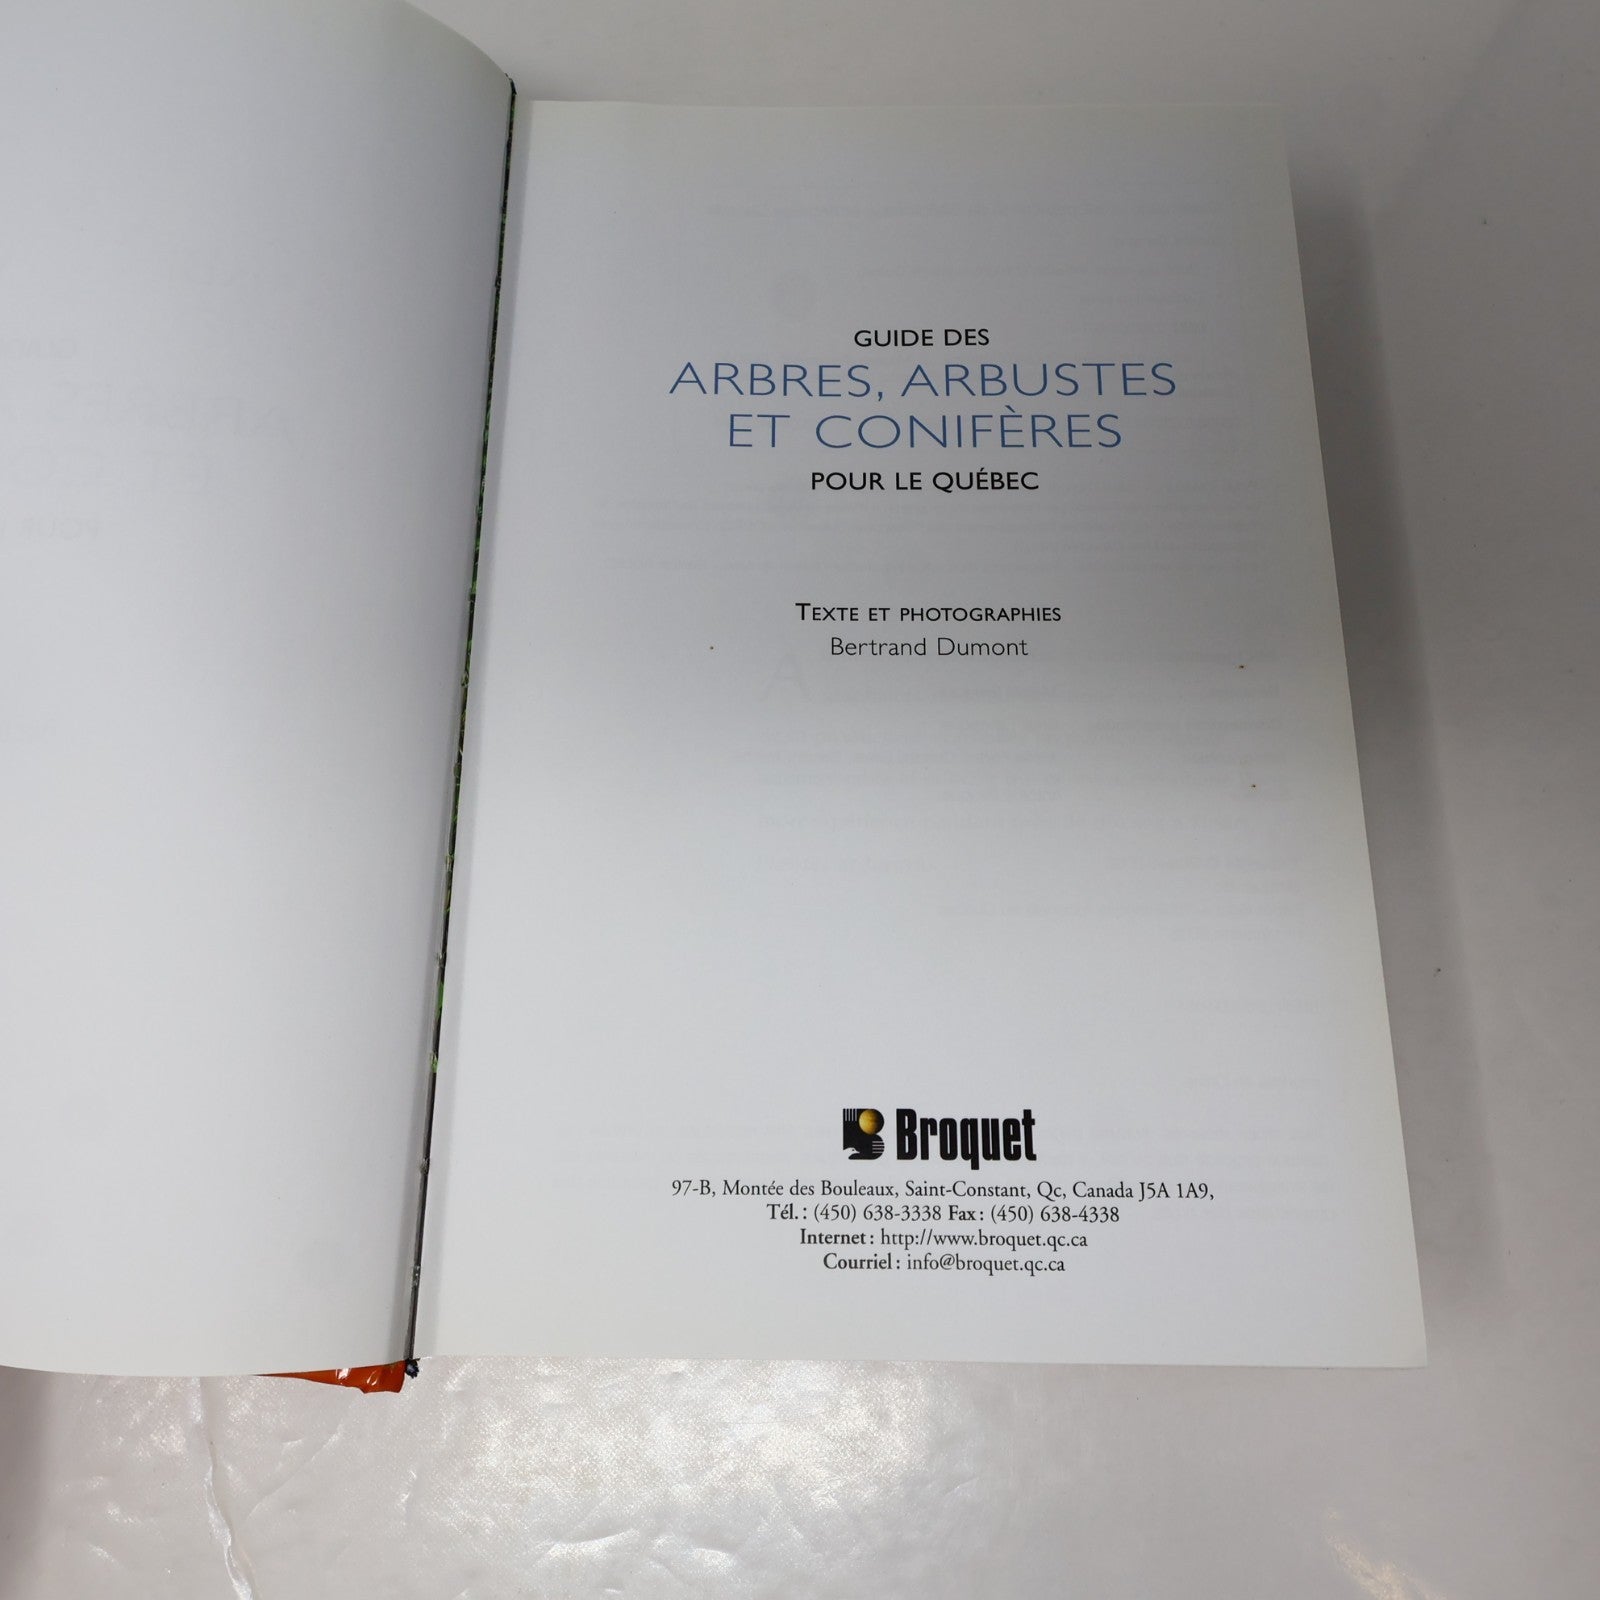 GUIDE DES
ARBRES, ARBUSTES
ET CONIFÈRES
POUR LE QUÉBEC
TEXTE ET PHOTOGRAPHIES
Bertrand Dumont
Broquet
97-B, Montée des Bouleaux, Saint-Constant, Qc, Canada J5A 1A9,
Tél. : (450) 638-3338 Fax : (450) 638-4338
Internet : http://www.broquet.qc.ca
Courriel : info@broquet.qc.ca